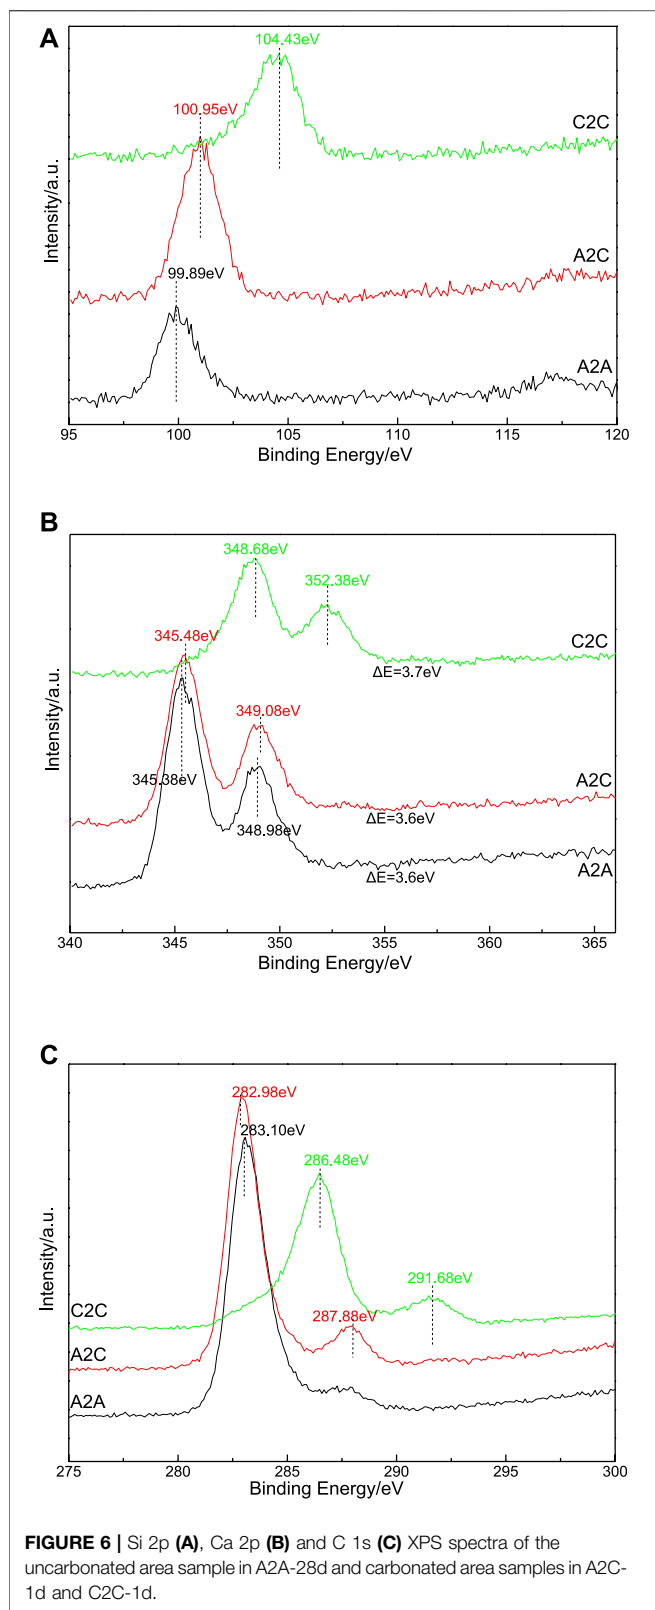 A
104.43eV
100.95eV
C2C
A2C
99.89eV
A2A
Intensity/a.u.
95 100 105 110 115 120
Binding Energy/eV
B
348.68eV
352.38eV
345.48eV
C2C
ΔE=3.7eV
349.08eV
345.38eV
A2C
348.98eV
ΔE=3.6eV
A2A
ΔE=3.6eV
Intensity/a.u.
340 345 350 355 360 365
Binding Energy/eV
C
282.98eV
283.10eV
286.48eV
291.68eV
C2C
287.88eV
A2C
A2A
Intensity/a.u.
275 280 285 290 295 300
Binding Energy/eV
FIGURE 6 | Si 2p (A), Ca 2p (B) and C 1s (C) XPS spectra of the
uncarbonated area sample in A2A-28d and carbonated area samples in A2C-
1d and C2C-1d.